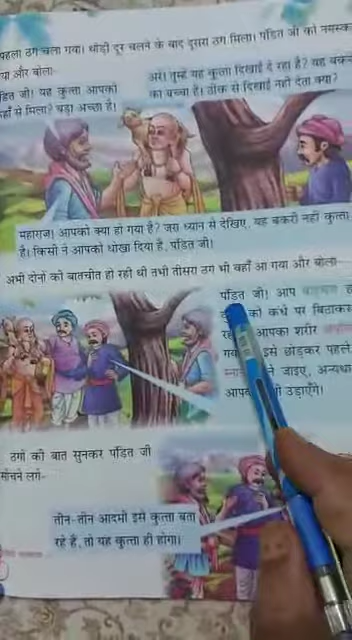 पहला ठग चला गया। थोड़ी दूर चलने के बाद दूसरा ठग मिला। पंडित जी को नमस्का
या और बोला-
डित जी! यह कुत्ता आपको
हाँ से मिला? बड़ा अच्छा है।
अरे! तुम्हें यह कुत्ता दिखाई दे रहा है? यह बकरी
का बच्चा है। ठीक से दिखाई नहीं देता क्या?
महाराज! आपको क्या हो गया है? जरा ध्यान से देखिए, यह बकरी नहीं कुत्ता
है। किसी ने आपको धोखा दिया है, पंडित जी।
अभी दोनों की बातचीत हो रही थी तभी तीसरा ठग भी वहाँ आ गया और बोला-
पंडित जी! आप
को कंधे पर बिठाकर
आपका शरीर
इसे छोड़कर पहले
जाइए, अन्यथा
उड़ाएँगे।
ठगों की बात सुनकर पंडित जी
सोचने लगे-
तीन-तीन आदमी इसे कुत्ता बता
रहे हैं, तो यह कुत्ता ही होगा।